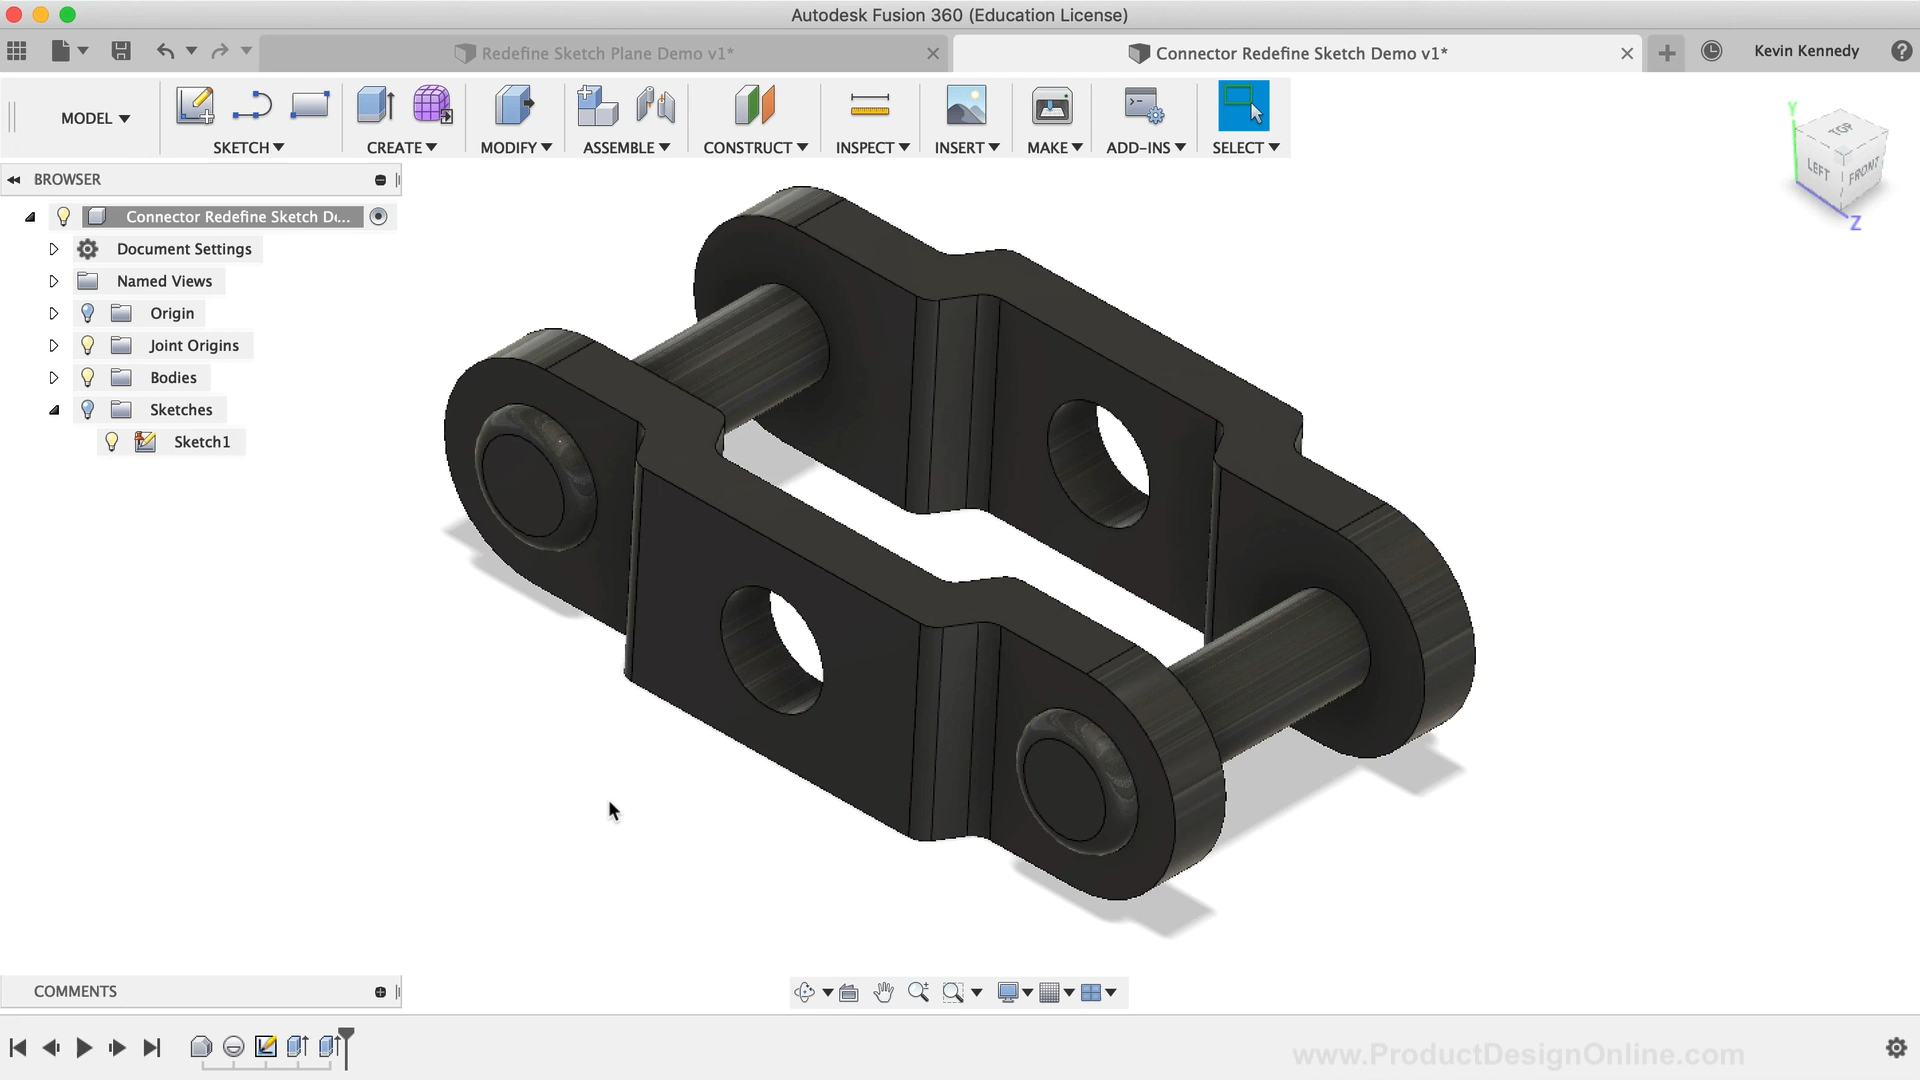 Autodesk Fusion 360 (Education License)
Redefine Sketch Plane Demo v1*
Connector Redefine Sketch Demo v1*
Kevin Kennedy
MODEL
SKETCH
CREATE
MODIFY
ASSEMBLE
CONSTRUCT
INSPECT
INSERT
MAKE
ADD-INS
SELECT
Y
TOP
LEFT
FRONT
Z
BROWSER
Connector Redefine Sketch De...
Document Settings
Named Views
Origin
Joint Origins
Bodies
Sketches
Sketch1
COMMENTS
www.ProductDesignOnline.com